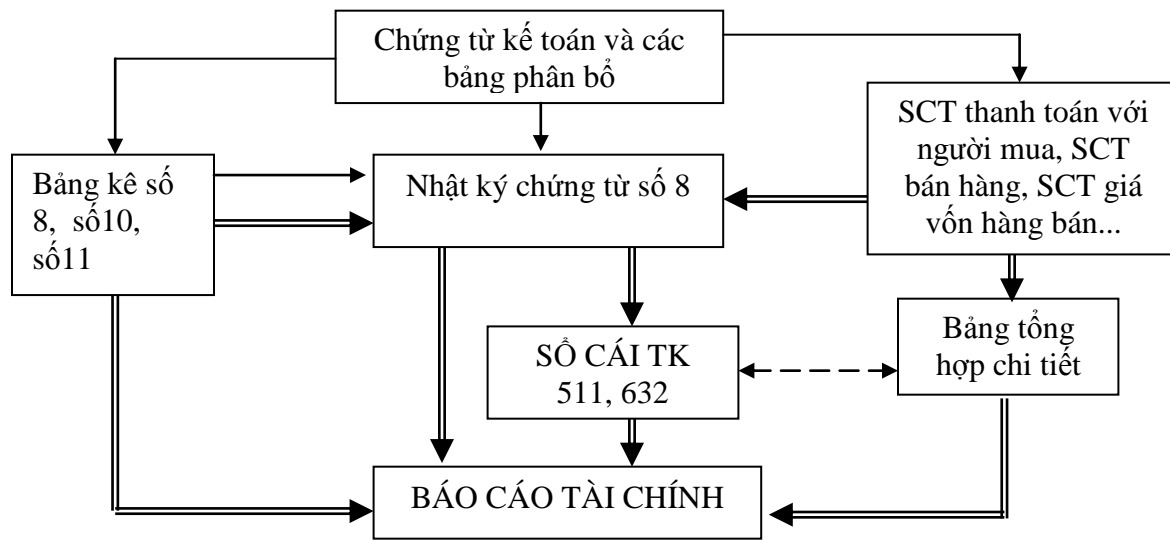 Chứng từ kế toán và các
bảng phân bổ
SCT thanh toán với
người mua, SCT
bán hàng, SCT giá
vốn hàng bán...
Bảng kê số
8, số10,
số11
Nhật ký chứng từ số 8
Bảng tổng
hợp chi tiết
SỔ CÁI TK
511, 632
BÁO CÁO TÀI CHÍNH